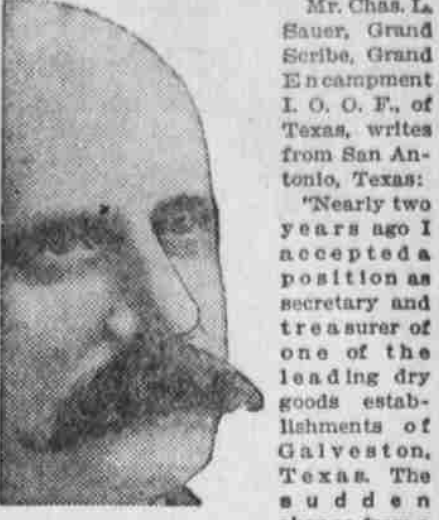 Mr. Chas. L.
Sauer, Grand
Scribe, Grand
Encampment
I. O. O. F., of
Texas, writes
from San An-
tonio, Texas:
"Nearly two
years ago I
accepted a
position as
secretary and
treasurer of
one of the
leading dry
goods estab-
lishments of
Galveston,
Texas. The
sudden